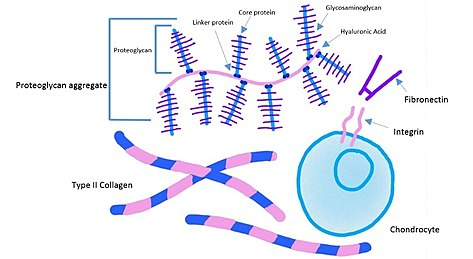 Glycosaminoglycan
Core protein
Linker protein
Hyaluronic Acid
Proteoglycan
Proteoglycan aggregate
Fibronectin
Integrin
Type II Collagen
Chondrocyte